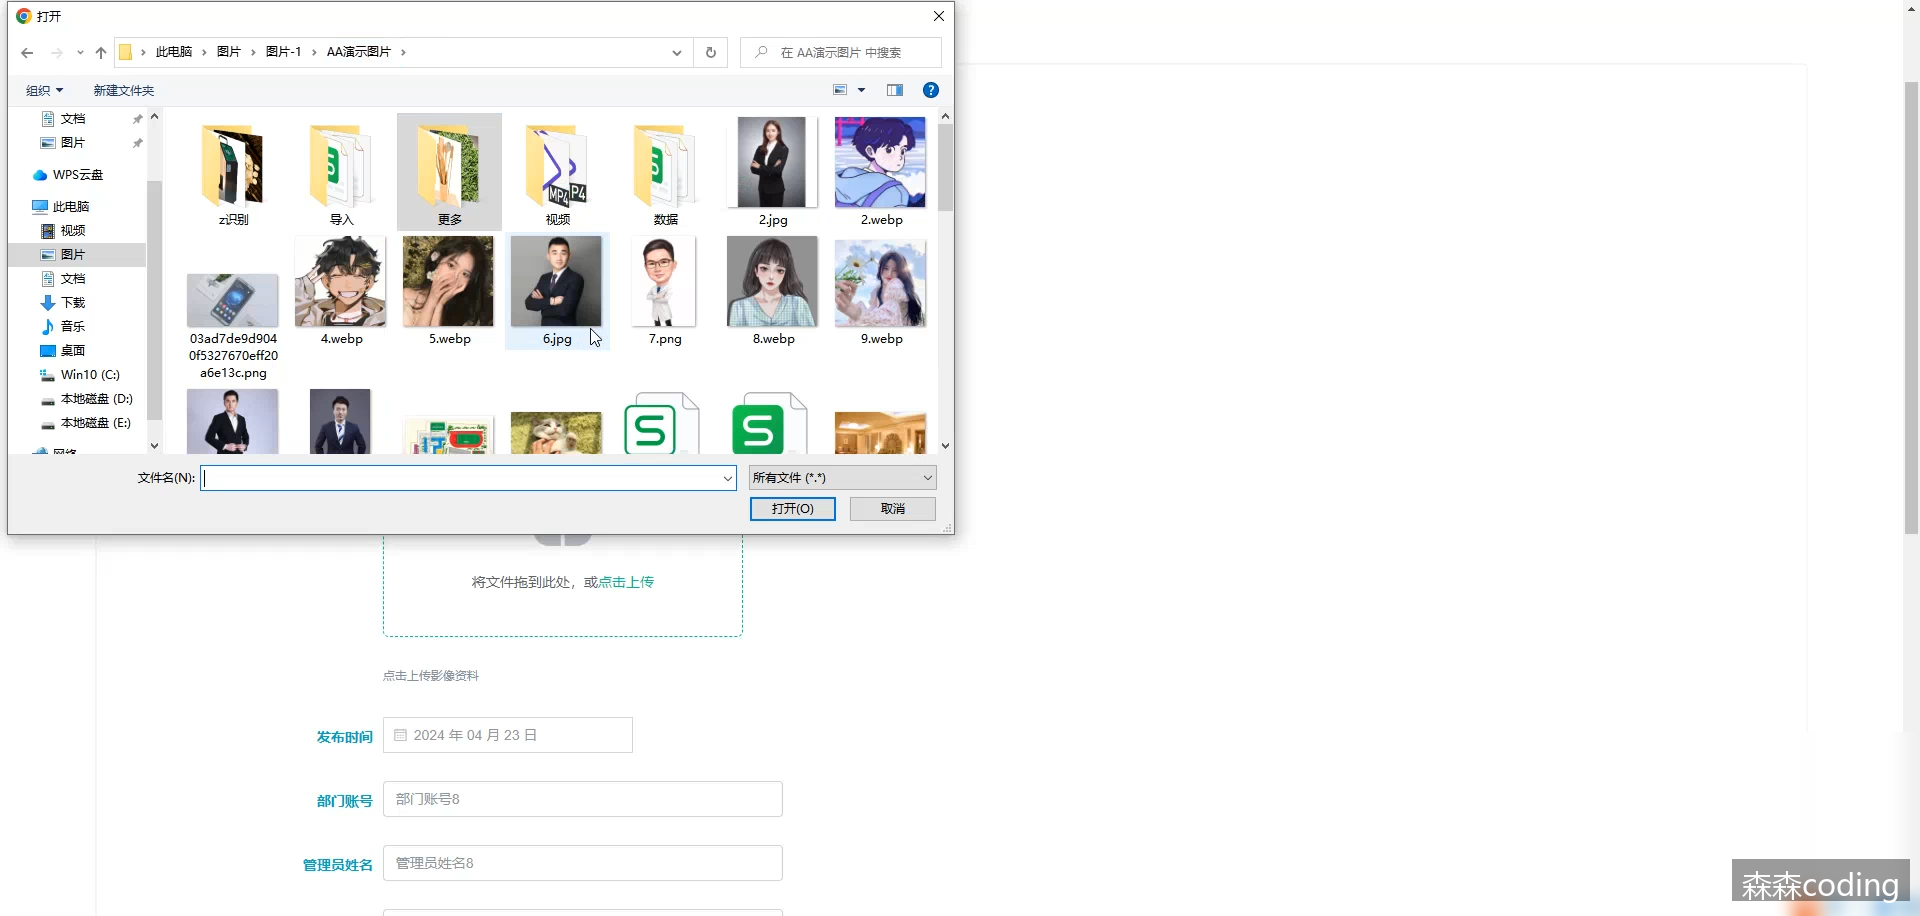 打开
此电脑 图片 图片-1 AA演示图片
在 AA演示图片 中搜索
组织 新建文件夹
文档
图片
WPS云盘
此电脑
视频
图片
文档
下载
音乐
桌面
Win10 (C:)
本地磁盘 (D:)
本地磁盘 (E:)
网络
z识别 导入 更多 视频 数据 2.jpg 2.webp
MP4 P4
03ad7de9d904
0f5327670eff20
a6e13c.png
4.webp 5.webp 6.jpg 7.png 8.webp 9.webp
文件名(N):
所有文件 (*.*)
打开(O) 取消
将文件拖到此处，或点击上传
点击上传影像资料
发布时间 2024 年 04 月 23 日
部门账号 部门账号8
管理员姓名 管理员姓名8
森森coding